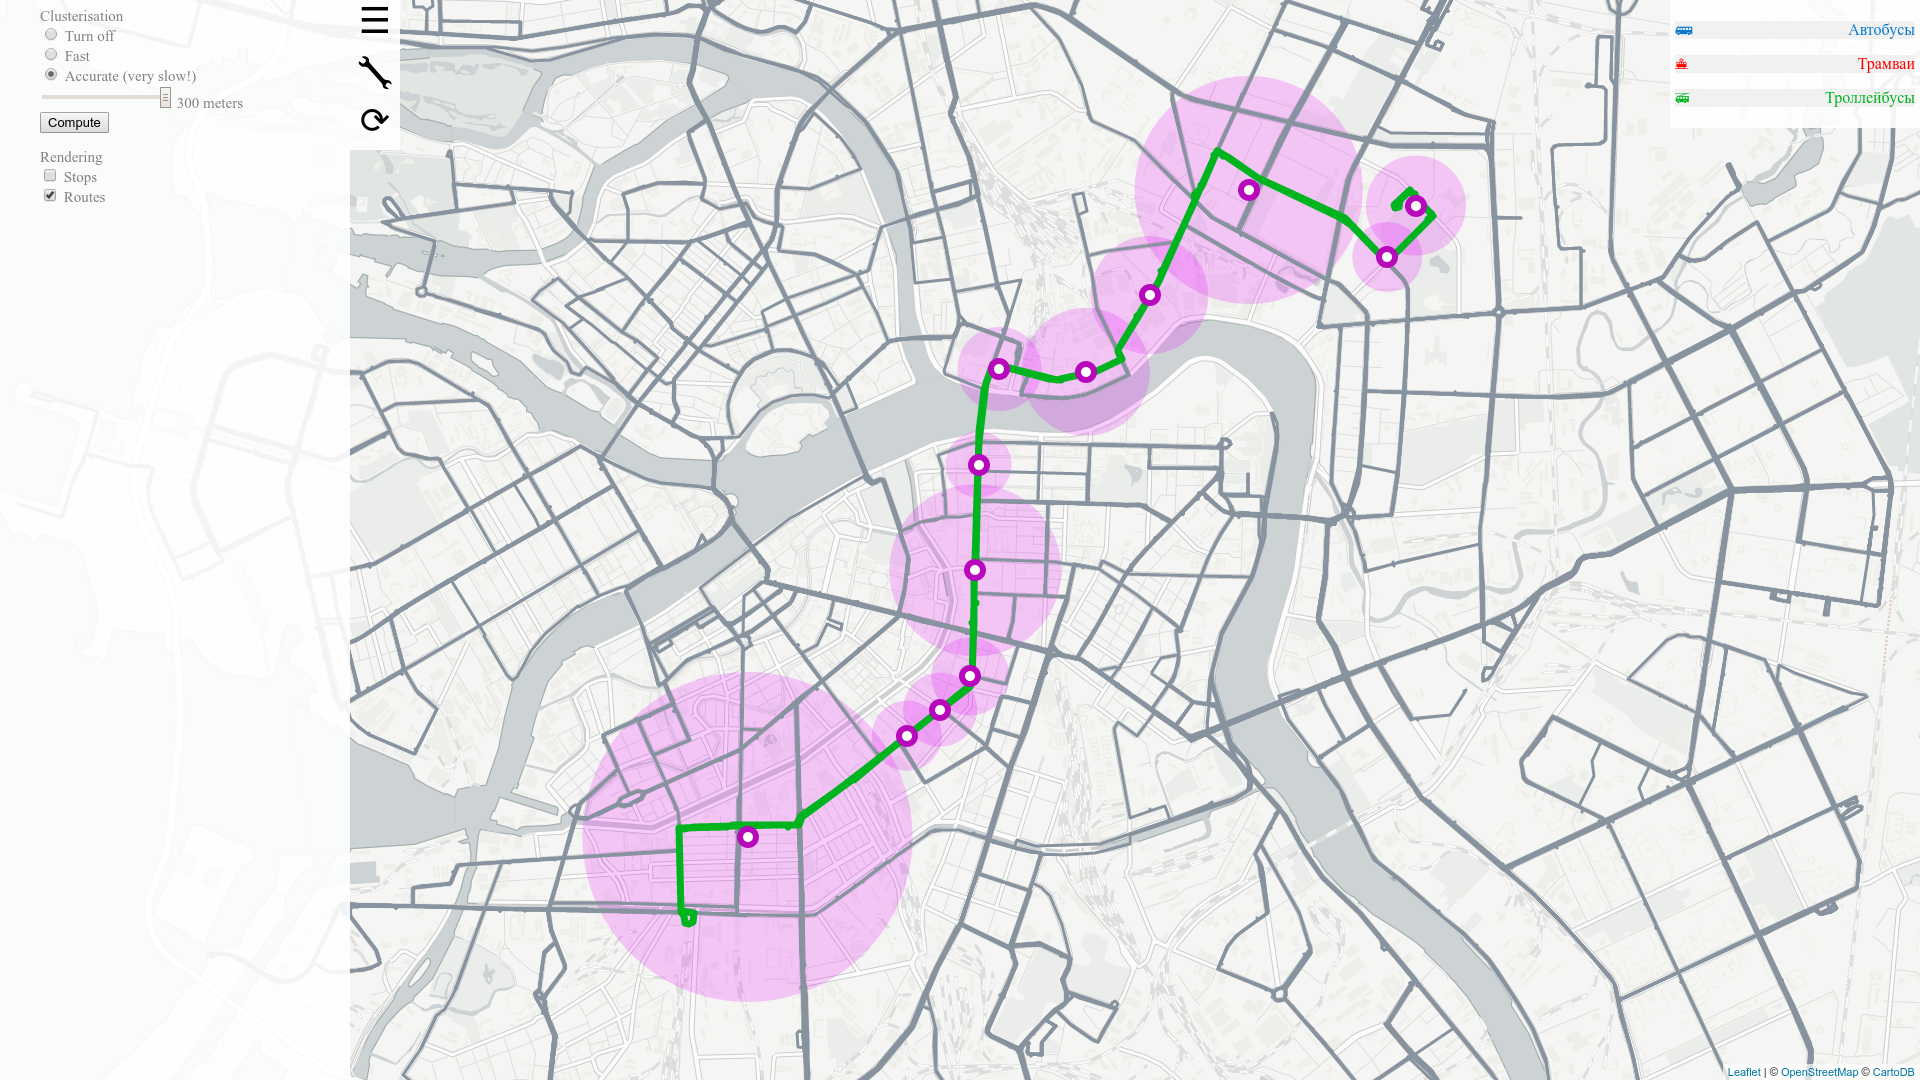 Clusterisation
Turn off
Fast
Accurate (very slow!)
300 meters
Compute
Rendering
Stops
Routes
Автобусы
Трамваи
Троллейбусы
Leaflet | © OpenStreetMap © CartoDB